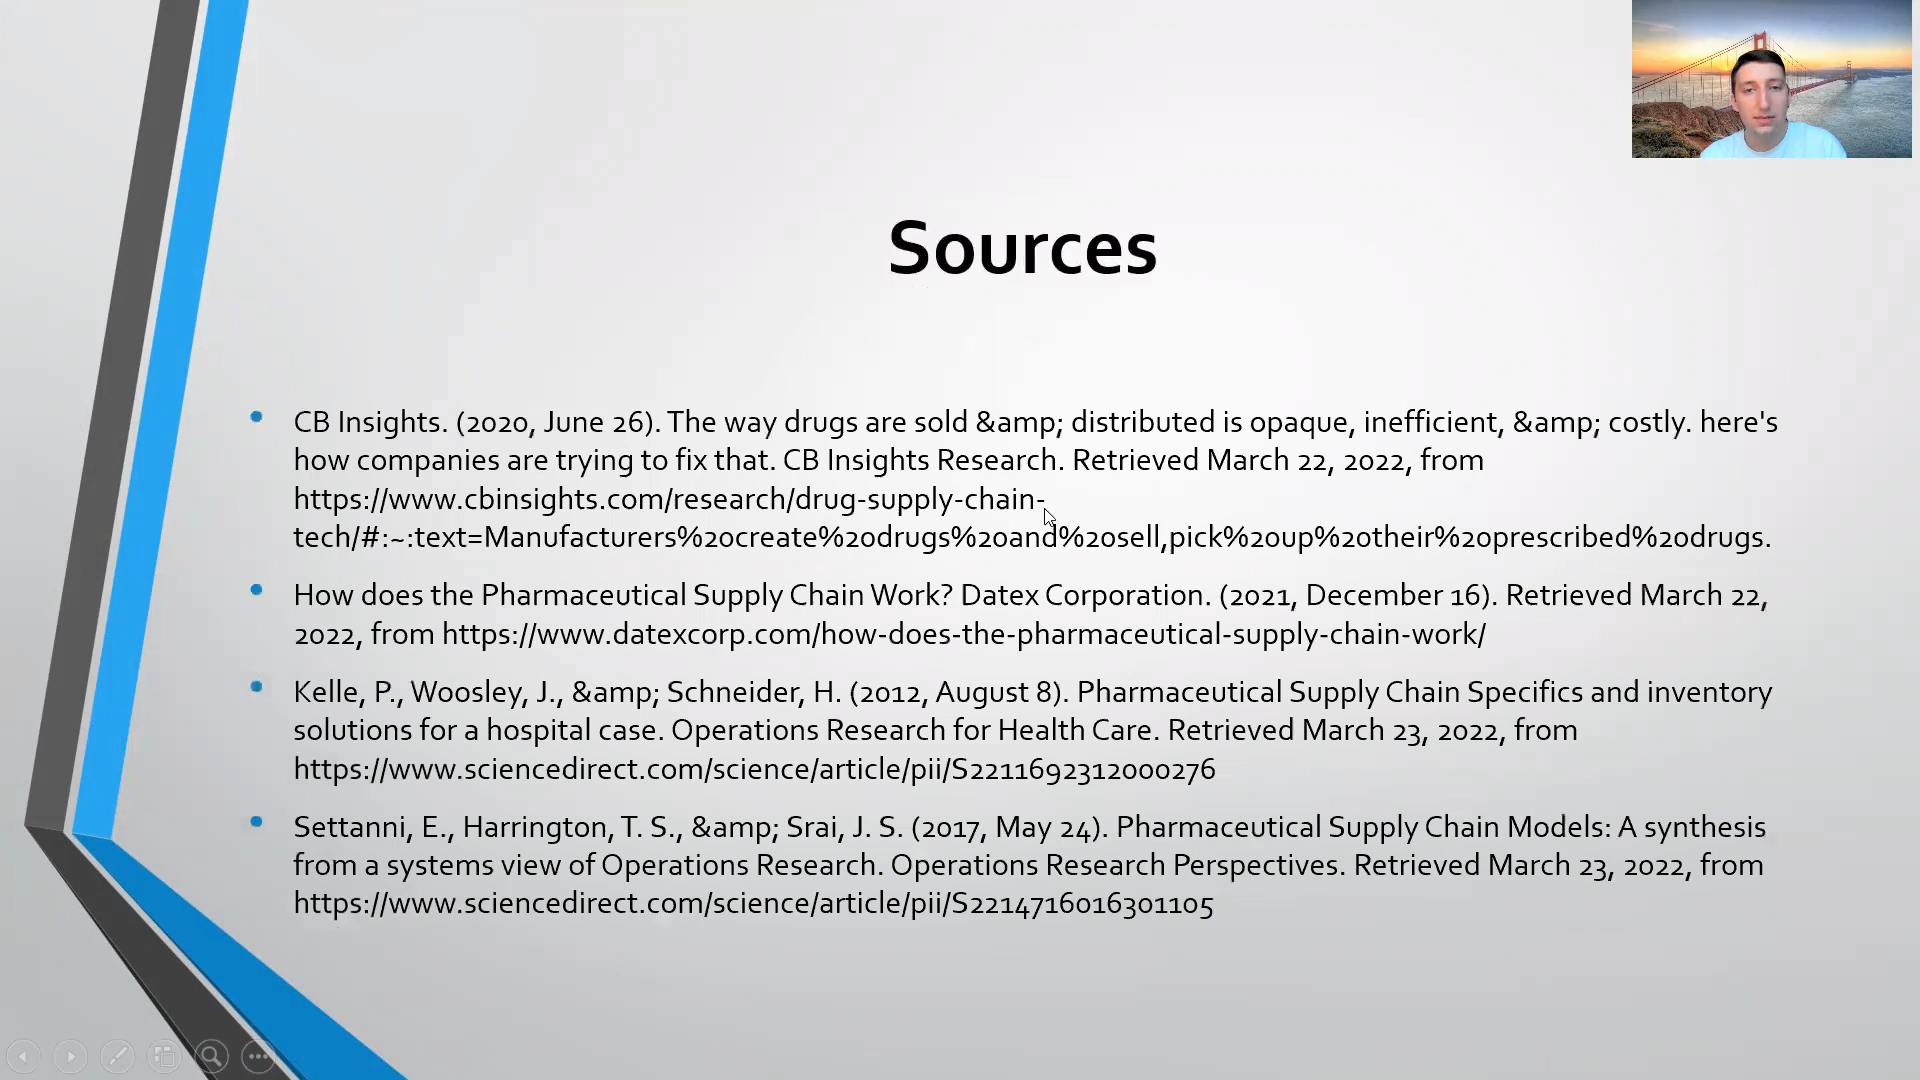 Sources
CB Insights. (2020, June 26). The way drugs are sold &amp; distributed is opaque, inefficient, &amp; costly. here's
how companies are trying to fix that. CB Insights Research. Retrieved March 22, 2022, from
https://www.cbinsights.com/research/drug-supply-chain-
tech/#:~:text=Manufacturers%20create%20drugs%20and%20sell,pick%20up%20their%20prescribed%20drugs.
How does the Pharmaceutical Supply Chain Work? Datex Corporation. (2021, December 16). Retrieved March 22,
2022, from https://www.datexcorp.com/how-does-the-pharmaceutical-supply-chain-work/
Kelle, P., Woosley, J., &amp; Schneider, H. (2012, August 8). Pharmaceutical Supply Chain Specifics and inventory
solutions for a hospital case. Operations Research for Health Care. Retrieved March 23, 2022, from
https://www.sciencedirect.com/science/article/pii/S2211692312000276
Settanni, E., Harrington, T. S., &amp; Srai, J. S. (2017, May 24). Pharmaceutical Supply Chain Models: A synthesis
from a systems view of Operations Research. Operations Research Perspectives. Retrieved March 23, 2022, from
https://www.sciencedirect.com/science/article/pii/S2214716016301105